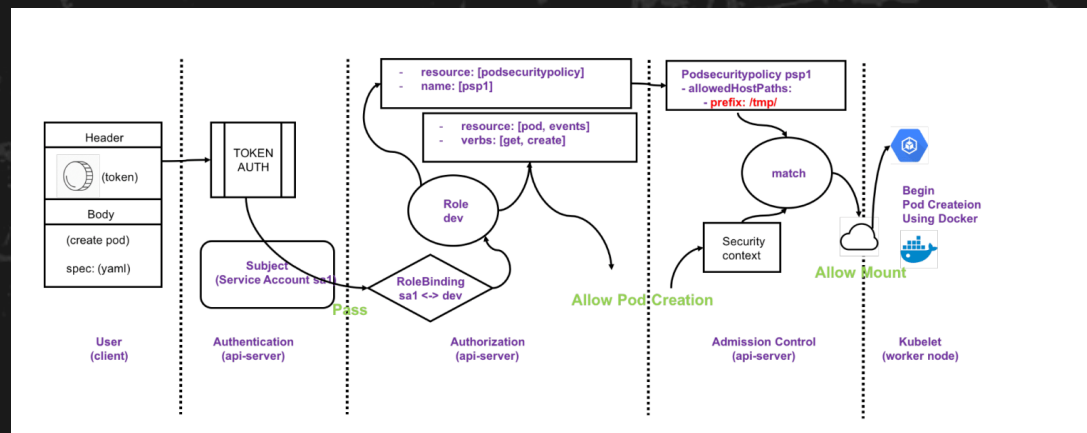 Header
(token)
Body
(create pod)
spec: (yaml)
User
(client)
TOKEN
AUTH
Subject
(Service Account sa1)
Pass
Authentication
(api-server)
- resource: [podsecuritypolicy]
- name: [psp1]
- resource: [pod, events]
- verbs: [get, create]
Role
dev
RoleBinding
sa1 <-> dev
Allow Pod Creation
Authorization
(api-server)
Podsecuritypolicy psp1
- allowedHostPaths:
- prefix: /tmp/
match
Security
context
Allow Mount
Admission Control
(api-server)
Begin
Pod Createion
Using Docker
Kubelet
(worker node)